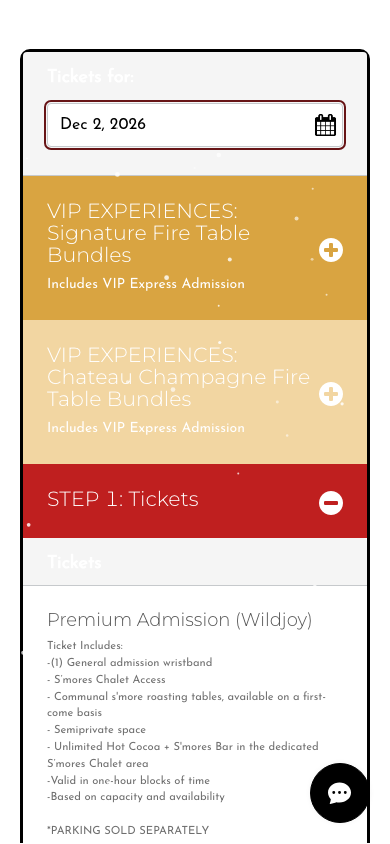 Tickets for:
Dec 2, 2026
VIP EXPERIENCES:
Signature Fire Table
Bundles
Includes VIP Express Admission
VIP EXPERIENCES:
Chateau Champagne Fire
Table Bundles
Includes VIP Express Admission
STEP 1: Tickets
Tickets
Premium Admission (Wildjoy)
Ticket Includes:
-(1) General admission wristband
- S'mores Chalet Access
- Communal s'more roasting tables, available on a first-
come basis
- Semiprivate space
- Unlimited Hot Cocoa + S'mores Bar in the dedicated
S'mores Chalet area
-Valid in one-hour blocks of time
-Based on capacity and availability
*PARKING SOLD SEPARATELY